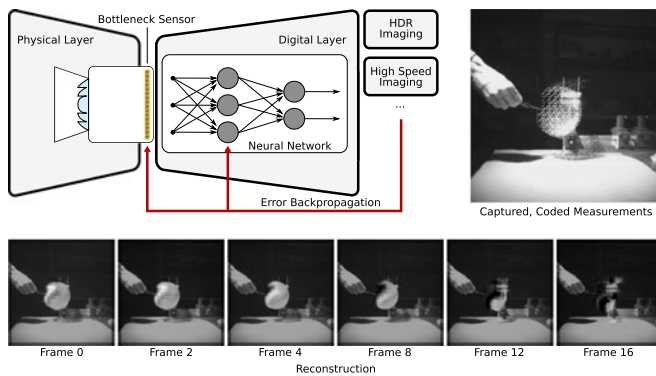 Bottleneck Sensor
Physical Layer
Digital Layer
HDR
Imaging
High Speed
Imaging
...
Neural Network
Error Backpropagation
Captured, Coded Measurements
Frame 0
Frame 2
Frame 4
Frame 8
Frame 12
Frame 16
Reconstruction